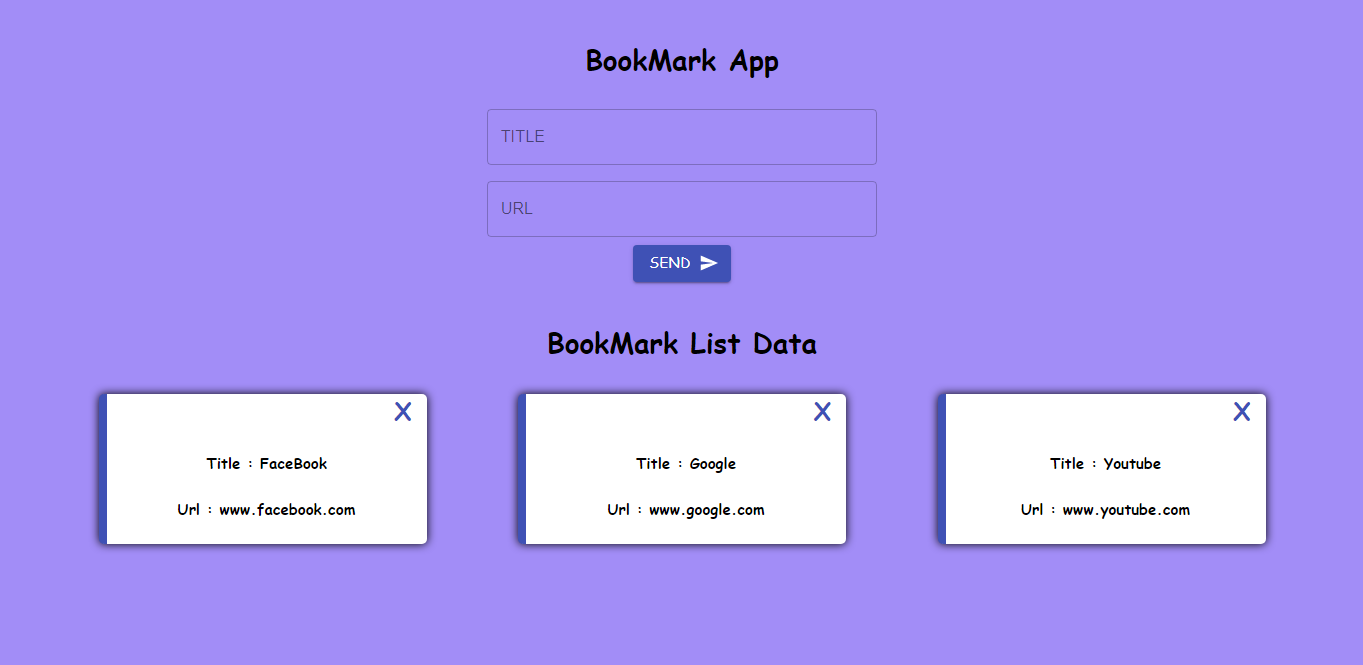 BookMark App
TITLE
URL
SEND
BookMark List Data
X
X
X
Title : FaceBook
Title : Google
Title : Youtube
Url : www.facebook.com
Url : www.google.com
Url : www.youtube.com